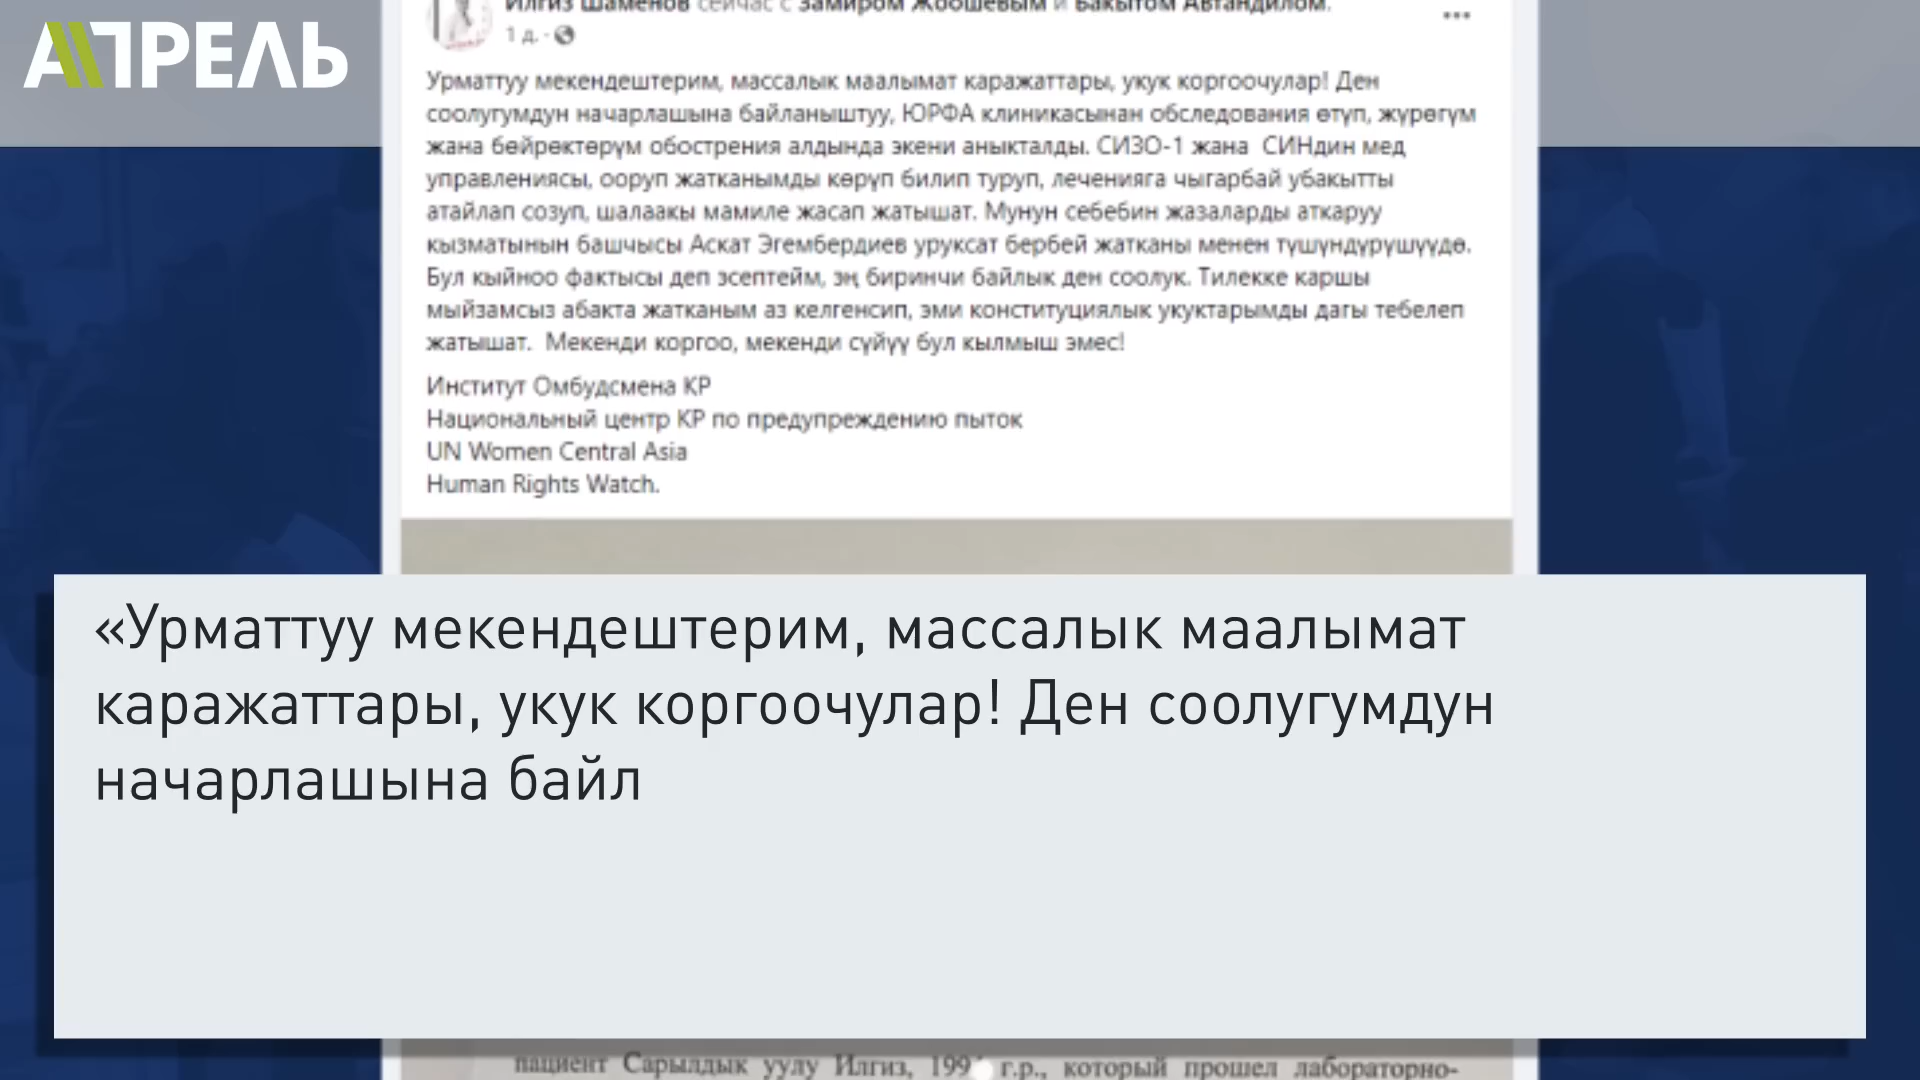 АПРЕЛЬ
Илгиз Шаменов сейчас с Замиром Жоошевым и Бакытом Автандилом.
1 д. ·
Урматтуу мекендештерим, массалык маалымат каражаттары, укук коргоочулар! Ден
соолугумдун начарлашына байланыштуу, ЮРФА клиникасынан обследования өтүп, жүрөгүм
жана бөйрөктөрүм обострения алдында экени аныкталды. СИЗО-1 жана СИНдин мед
управлениясы, ооруп жатканымды көрүп билип туруп, леченияга чыгарбай убакытты
атайлап созуп, шалаакы мамиле жасап жатышат. Мунун себебин жазаларды аткаруу
кызматынын башчысы Аскат Эгембердиев уруксат бербей жатканы менен түшүндүрүшүүдө.
Бул кыйноо фактысы деп эсептейм, эң биринчи байлык ден соолук. Тилекке каршы
мыйзамсыз абакта жатканым аз келгенсип, эми конституциялык укуктарымды дагы тебелеп
жатышат. Мекенди коргоо, мекенди сүйүү бул кылмыш эмес!
Институт Омбудсмена КР
Национальный центр КР по предупреждению пыток
UN Women Central Asia
Human Rights Watch.
«Урматтуу мекендештерим, массалык маалымат
каражаттары, укук коргоочулар! Ден соолугумдун
начарлашына байл
пациент Сарылдык уулу Илгиз, г.р., который прошел лабораторно-